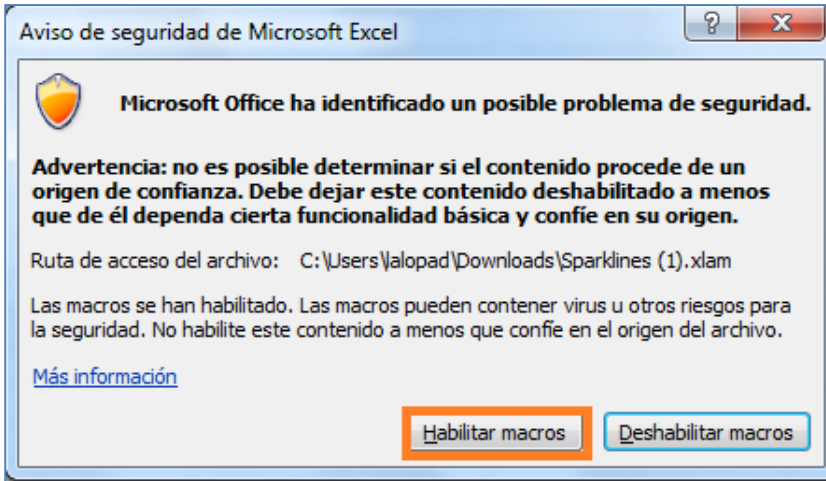 Aviso de seguridad de Microsoft Excel
Microsoft Office ha identificado un posible problema de seguridad.
Advertencia: no es posible determinar si el contenido procede de un
origen de confianza. Debe dejar este contenido deshabilitado a menos
que de él dependa cierta funcionalidad básica y confíe en su origen.
Ruta de acceso del archivo: C:\Users\lalopad\Downloads\Sparklines (1).xlam
Las macros se han habilitado. Las macros pueden contener virus u otros riesgos para
la seguridad. No habilite este contenido a menos que confíe en el origen del archivo.
Más información
Habilitar macros Deshabilitar macros